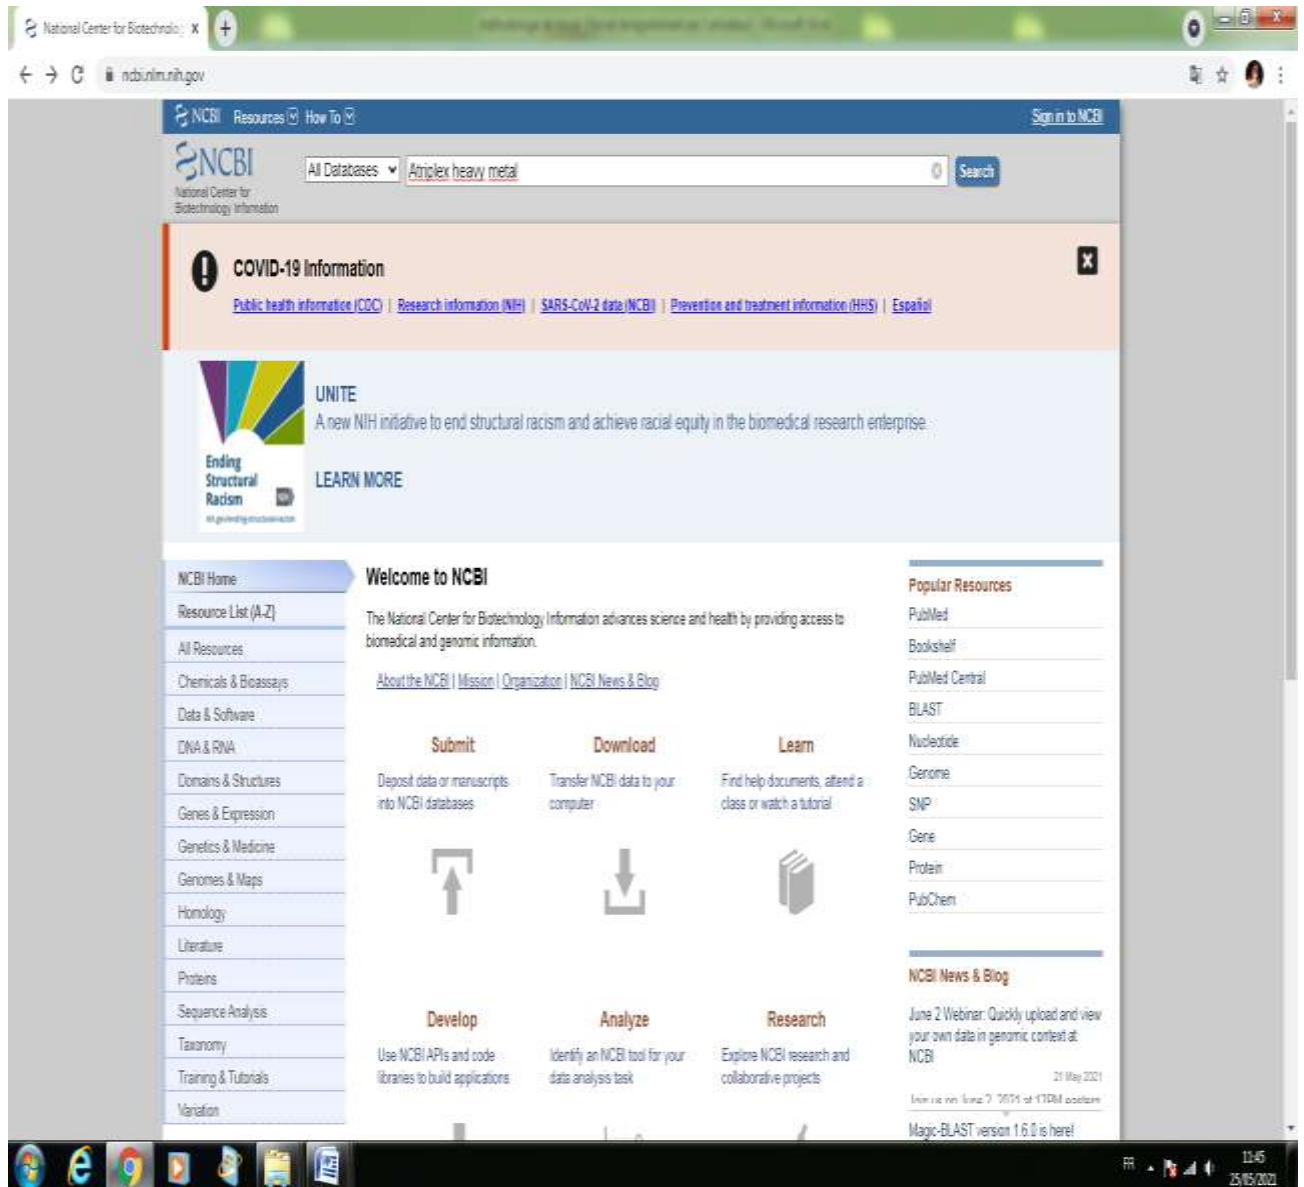 National Center for Biotechnolo
ncbi.nlm.nih.gov
NCBI Resources How To Sign in to NCBI
NCBI
National Center for
Biotechnology Information
All Databases Atriplex heavy metal Search
COVID-19 Information
Public health information (CDC) | Research information (NIH) | SARS-CoV-2 data (NCBI) | Prevention and treatment information (HHS) | Español
Ending
Structural
Racism
UNITE
A new NIH initiative to end structural racism and achieve racial equity in the biomedical research enterprise.
LEARN MORE
NCBI Home
Resource List (A-Z)
All Resources
Chemicals & Bioassays
Data & Software
DNA & RNA
Domains & Structures
Genes & Expression
Genetics & Medicine
Genomes & Maps
Homology
Literature
Proteins
Sequence Analysis
Taxonomy
Training & Tutorials
Variation
Welcome to NCBI
The National Center for Biotechnology Information advances science and health by providing access to
biomedical and genomic information.
About the NCBI | Mission | Organization | NCBI News & Blog
Submit
Deposit data or manuscripts
into NCBI databases
Download
Transfer NCBI data to your
computer
Learn
Find help documents, attend a
class or watch a tutorial
Develop
Use NCBI APIs and code
libraries to build applications
Analyze
Identify an NCBI tool for your
data analysis task
Research
Explore NCBI research and
collaborative projects
Popular Resources
PubMed
Bookshelf
PubMed Central
BLAST
Nucleotide
Genome
SNP
Gene
Protein
PubChem
NCBI News & Blog
June 2 Webinar: Quickly upload and view
your own data in genomic context at
NCBI
21 May 2021
Join us on June 2, 2021 at 12PM eastern
Magic-BLAST version 1.6.0 is here!
FR
11:45
25/05/2021